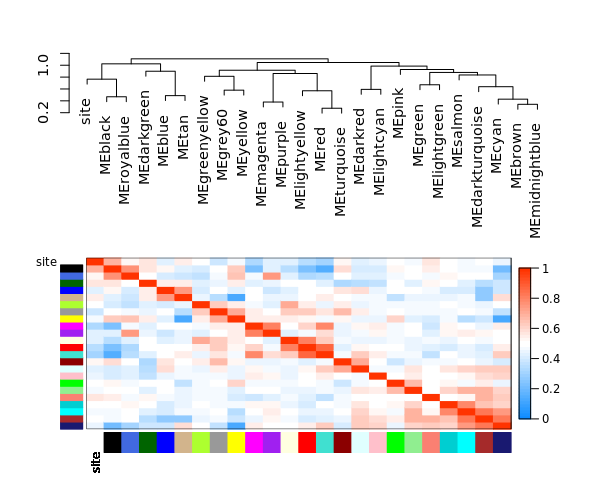 1.0
0.2
site
MEblack
MEroyalblue
MEdarkgreen
MEblue
MEtan
MEgreenyellow
MEgrey60
MEyellow
MEmagenta
MEpurple
MElightyellow
MEred
MEturquoise
MEdarkred
MElightcyan
MEpink
MEgreen
MElightgreen
MEsalmon
MEdarkturquoise
MEcyan
MEbrown
MEmidnightblue
site
1
0.8
0.6
0.4
0.2
0
site